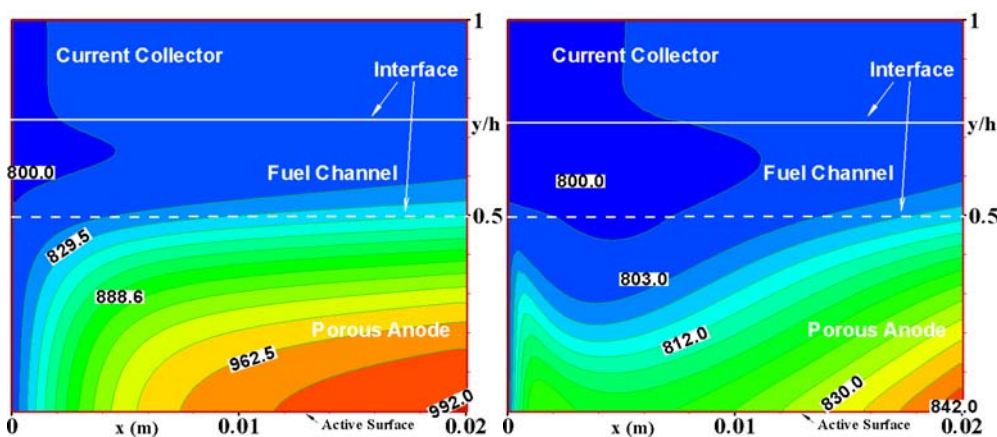 1
Current Collector
Interface
y/h
800.0
Fuel Channel
0.5
829.5
888.6
Porous Anode
962.5
992.0
0
x (m)
0.01
Active Surface
0.02
1
Current Collector
Interface
y/h
800.0
Fuel Channel
0.5
803.0
812.0
Porous Anode
830.0
842.0
0
x (m)
0.01
Active Surface
0.02